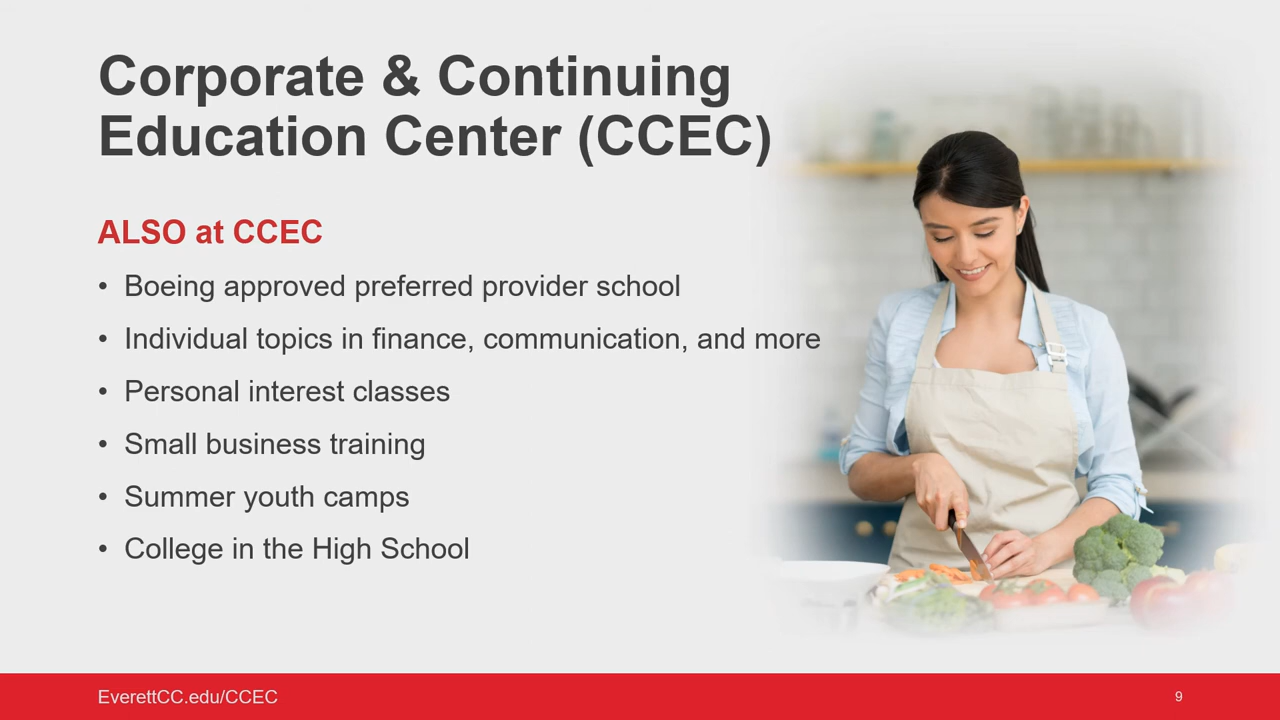 Corporate & Continuing
Education Center (CCEC)
ALSO at CCEC
• Boeing approved preferred provider school
• Individual topics in finance, communication, and more
• Personal interest classes
• Small business training
• Summer youth camps
• College in the High School
EverettCC.edu/CCEC
9